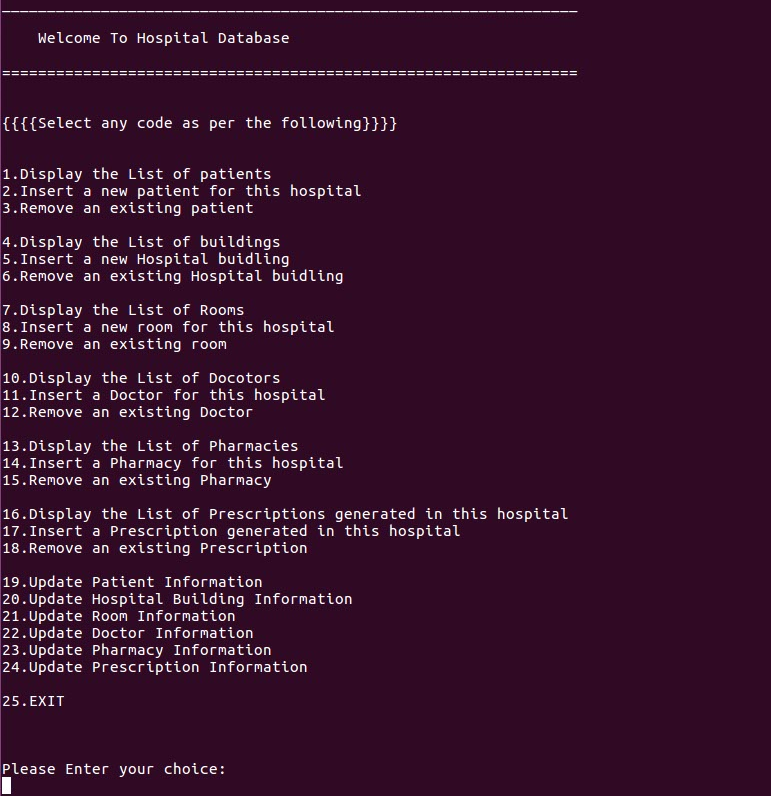 Welcome To Hospital Database
================================================================
{{{{Select any code as per the following}}}}
1.Display the List of patients
2.Insert a new patient for this hospital
3.Remove an existing patient
4.Display the List of buildings
5.Insert a new Hospital buidling
6.Remove an existing Hospital buidling
7.Display the List of Rooms
8.Insert a new room for this hospital
9.Remove an existing room
10.Display the List of Docotors
11.Insert a Doctor for this hospital
12.Remove an existing Doctor
13.Display the List of Pharmacies
14.Insert a Pharmacy for this hospital
15.Remove an existing Pharmacy
16.Display the List of Prescriptions generated in this hospital
17.Insert a Prescription generated in this hospital
18.Remove an existing Prescription
19.Update Patient Information
20.Update Hospital Building Information
21.Update Room Information
22.Update Doctor Information
23.Update Pharmacy Information
24.Update Prescription Information
25.EXIT
Please Enter your choice: